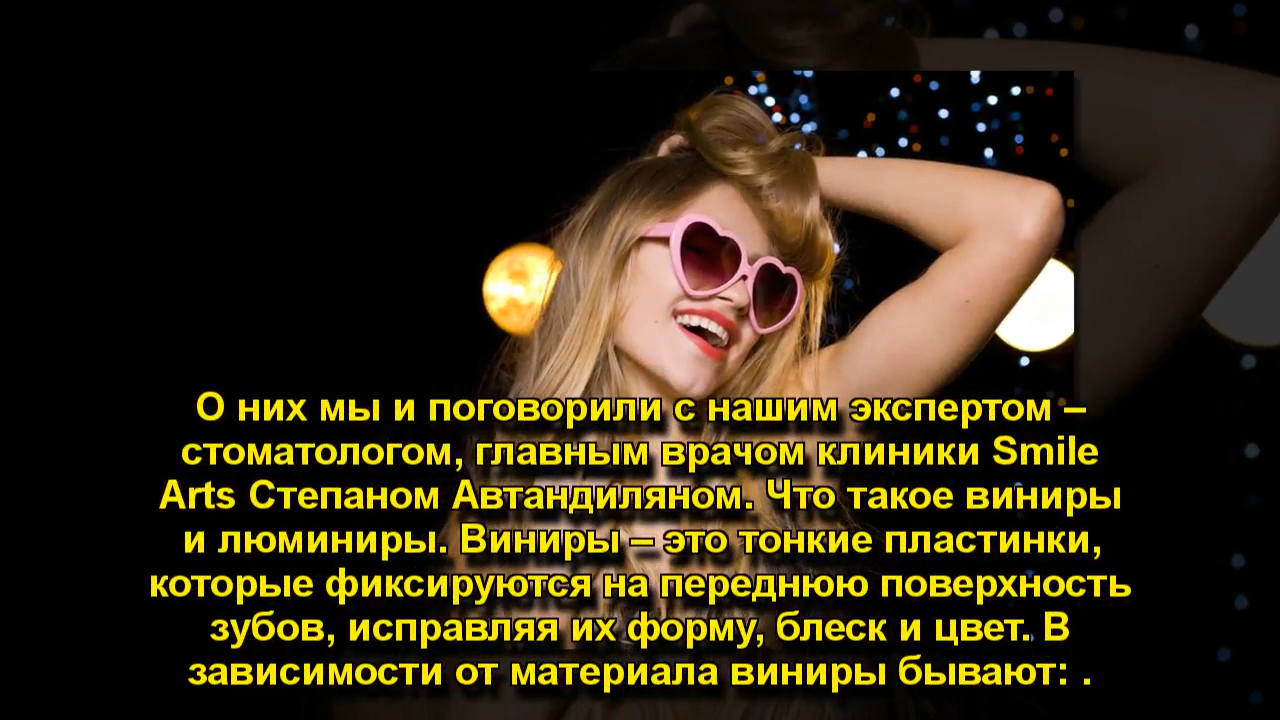 О них мы и поговорили с нашим экспертом –
стоматологом, главным врачом клиники Smile
Arts Степаном Автандиляном. Что такое виниры
и люминиры. Виниры – это тонкие пластинки,
которые фиксируются на переднюю поверхность
зубов, исправляя их форму, блеск и цвет. В
зависимости от материала виниры бывают: .